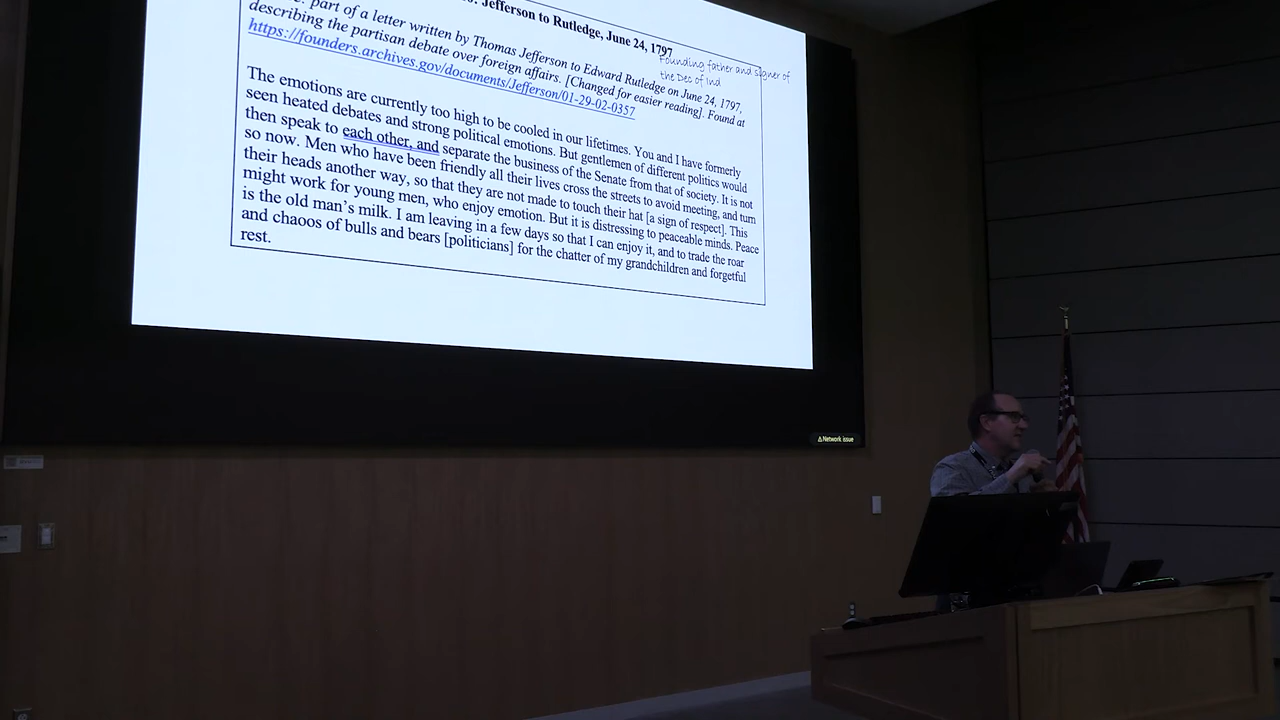 Jefferson to Rutledge, June 24, 1797
Founding father and signer of
the Dec of Ind
part of a letter written by Thomas Jefferson to Edward Rutledge on June 24, 1797,
describing the partisan debate over foreign affairs. [Changed for easier reading]. Found at
https://founders.archives.gov/documents/Jefferson/01-29-02-0357
The emotions are currently too high to be cooled in our lifetimes. You and I have formerly
seen heated debates and strong political emotions. But gentlemen of different politics would
then speak to each other, and separate the business of the Senate from that of society. It is not
so now. Men who have been friendly all their lives cross the streets to avoid meeting, and turn
their heads another way, so that they are not made to touch their hat [a sign of respect]. This
might work for young men, who enjoy emotion. But it is distressing to peaceable minds. Peace
is the old man’s milk. I am leaving in a few days so that I can enjoy it, and to trade the roar
and chaoos of bulls and bears [politicians] for the chatter of my grandchildren and forgetful
rest.
Network issue